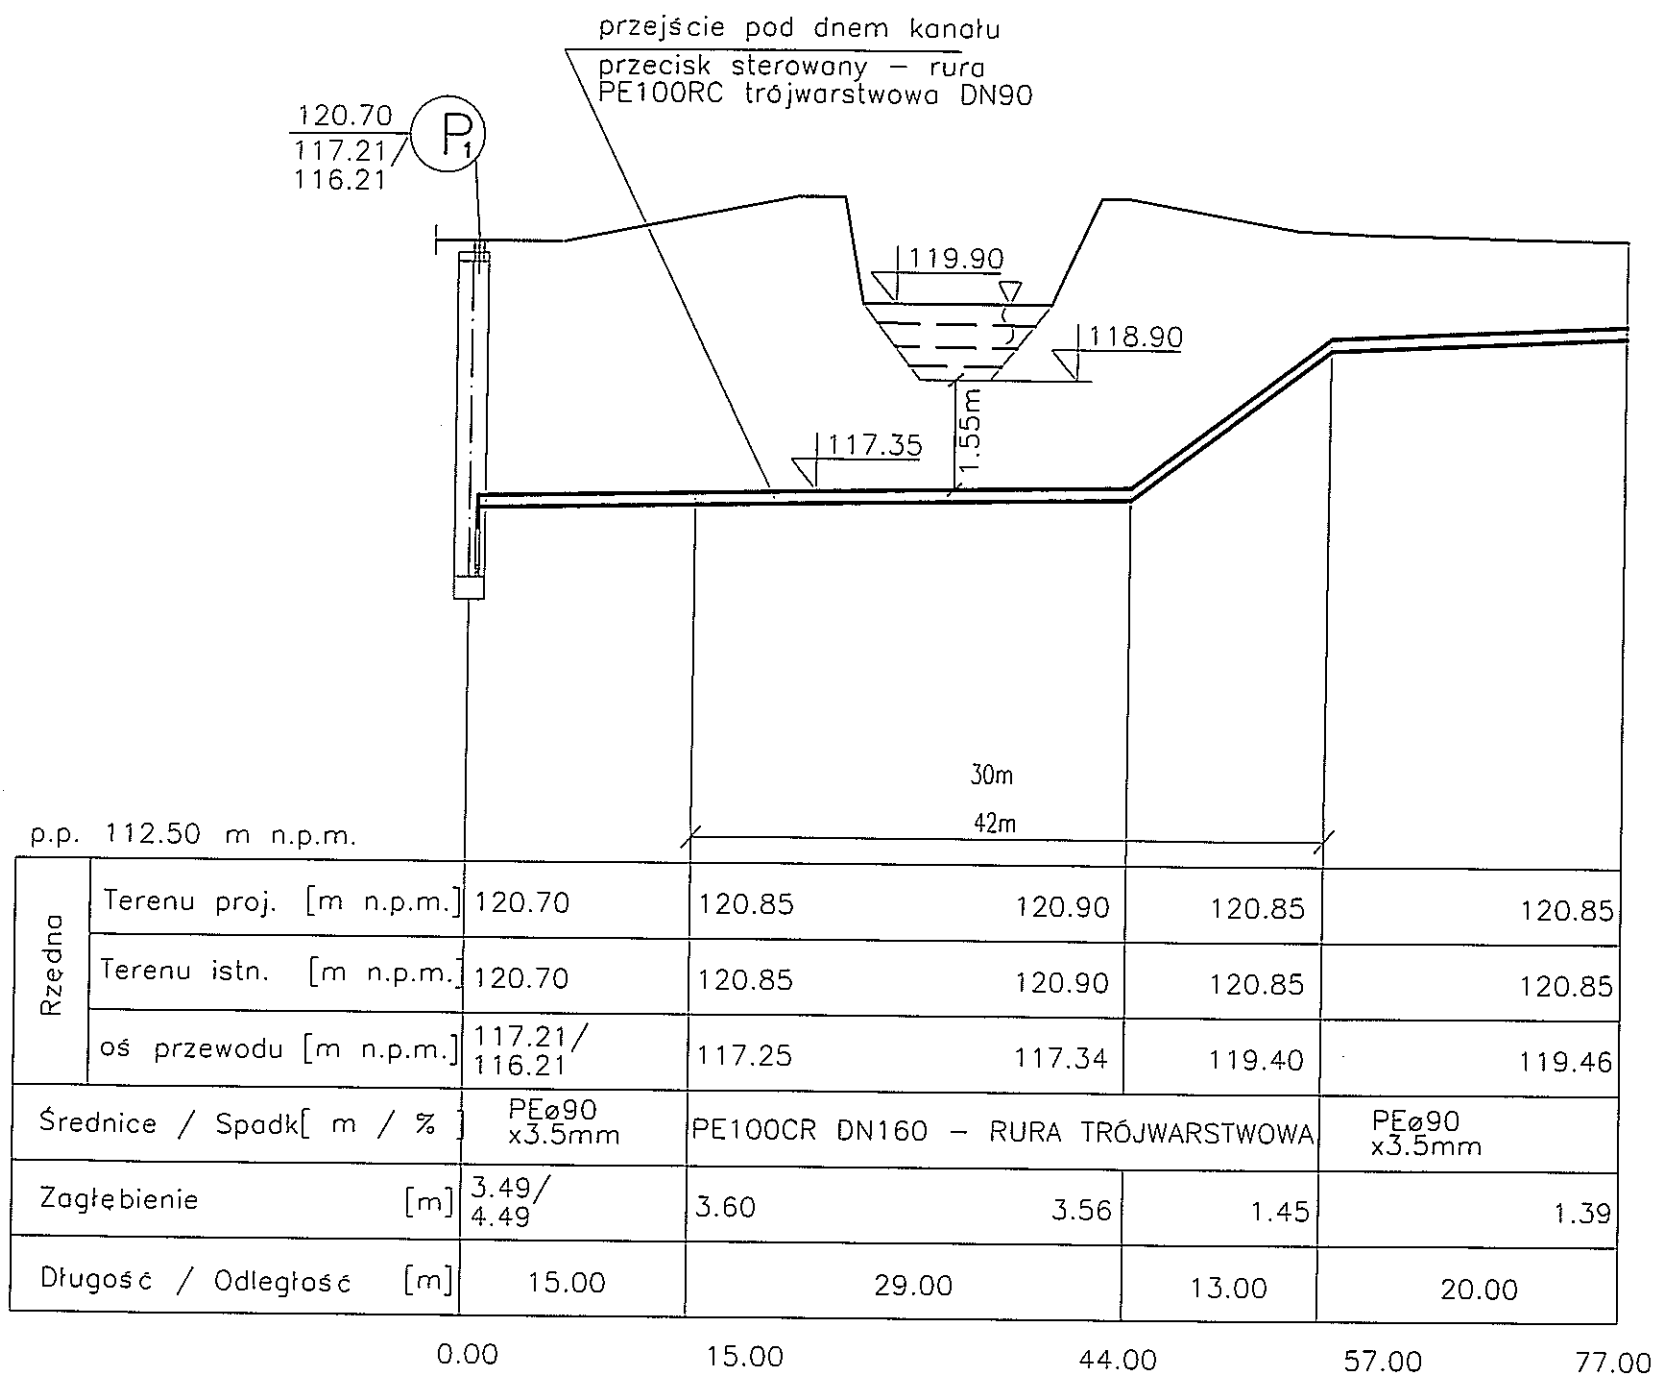 przejście pod dnem kanału
przecisk sterowany – rura
PE100RC trójwarstwowa DN90
120.70
117.21/
116.21
P1
119.90
118.90
1.55m
117.35
30m
42m
p.p. 112.50 m n.p.m.
Rzędna
Terenu proj. [m n.p.m.] 120.70 120.85 120.90 120.85 120.85
Terenu istn. [m n.p.m.] 120.70 120.85 120.90 120.85 120.85
oś przewodu [m n.p.m.] 117.21/ 116.21 117.25 117.34 119.40 119.46
Średnice / Spadk[ m / % ] PEø90 x3.5mm PE100CR DN160 – RURA TRÓJWARSTWOWA PEø90 x3.5mm
Zagłębienie [m] 3.49/ 4.49 3.60 3.56 1.45 1.39
Długość / Odległość [m] 15.00 29.00 13.00 20.00
0.00 15.00 44.00 57.00 77.00